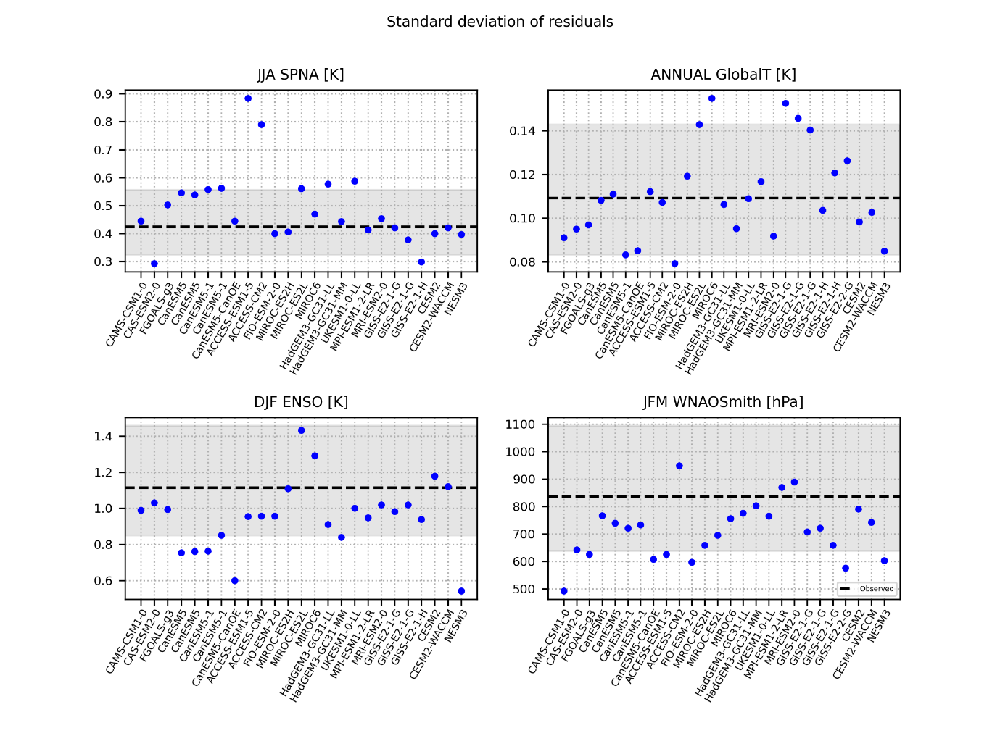 Standard deviation of residuals
JJA SPNA [K]
0.9
0.8
0.7
0.6
0.5
0.4
0.3
CAMS-CSM1-0
CAS-ESM2-0
FGOALS-g3
CanESM5
CanESM5
CanESM5-1
CanESM5-1
CanESM5-CanOE
ACCESS-ESM1-5
ACCESS-CM2
FIO-ESM-2-0
MIROC-ES2H
MIROC-ES2L
MIROC6
HadGEM3-GC31-LL
HadGEM3-GC31-MM
UKESM1-0-LL
MPI-ESM1-2-LR
MRI-ESM2-0
GISS-E2-1-G
GISS-E2-1-G
GISS-E2-1-H
CESM2
CESM2-WACCM
NESM3
ANNUAL GlobalT [K]
0.14
0.12
0.10
0.08
CAMS-CSM1-0
CAS-ESM2-0
FGOALS-g3
CanESM5
CanESM5
CanESM5-1
CanESM5-CanOE
ACCESS-ESM1-5
ACCESS-CM2
FIO-ESM-2-0
MIROC-ES2H
MIROC-ES2L
MIROC6
HadGEM3-GC31-LL
HadGEM3-GC31-MM
UKESM1-0-LL
MPI-ESM1-2-LR
MRI-ESM2-0
GISS-E2-1-G
GISS-E2-1-G
GISS-E2-1-G
GISS-E2-1-H
GISS-E2-1-H
GISS-E2-2-G
CESM2
CESM2-WACCM
NESM3
DJF ENSO [K]
1.4
1.2
1.0
0.8
0.6
CAMS-CSM1-0
CAS-ESM2-0
FGOALS-g3
CanESM5
CanESM5
CanESM5-1
CanESM5-1
CanESM5-CanOE
ACCESS-ESM1-5
ACCESS-CM2
FIO-ESM-2-0
MIROC-ES2H
MIROC-ES2L
MIROC6
HadGEM3-GC31-LL
HadGEM3-GC31-MM
UKESM1-0-LL
MPI-ESM1-2-LR
MRI-ESM2-0
GISS-E2-1-G
GISS-E2-1-G
GISS-E2-1-H
CESM2
CESM2-WACCM
NESM3
JFM WNAOSmith [hPa]
1100
1000
900
800
700
600
500
Observed
CAMS-CSM1-0
CAS-ESM2-0
FGOALS-g3
CanESM5
CanESM5
CanESM5-1
CanESM5-1
CanESM5-CanOE
ACCESS-ESM1-5
ACCESS-CM2
FIO-ESM-2-0
MIROC-ES2H
MIROC-ES2L
MIROC6
HadGEM3-GC31-LL
HadGEM3-GC31-MM
UKESM1-0-LL
MPI-ESM1-2-LR
MRI-ESM2-0
GISS-E2-1-G
GISS-E2-1-G
GISS-E2-1-G
GISS-E2-2-G
CESM2
CESM2-WACCM
NESM3